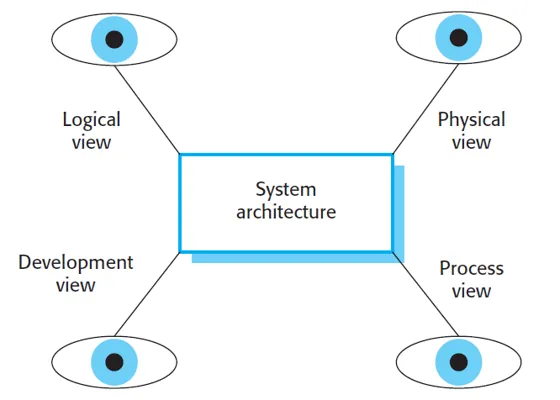 Logical
view
Physical
view
System
architecture
Development
view
Process
view